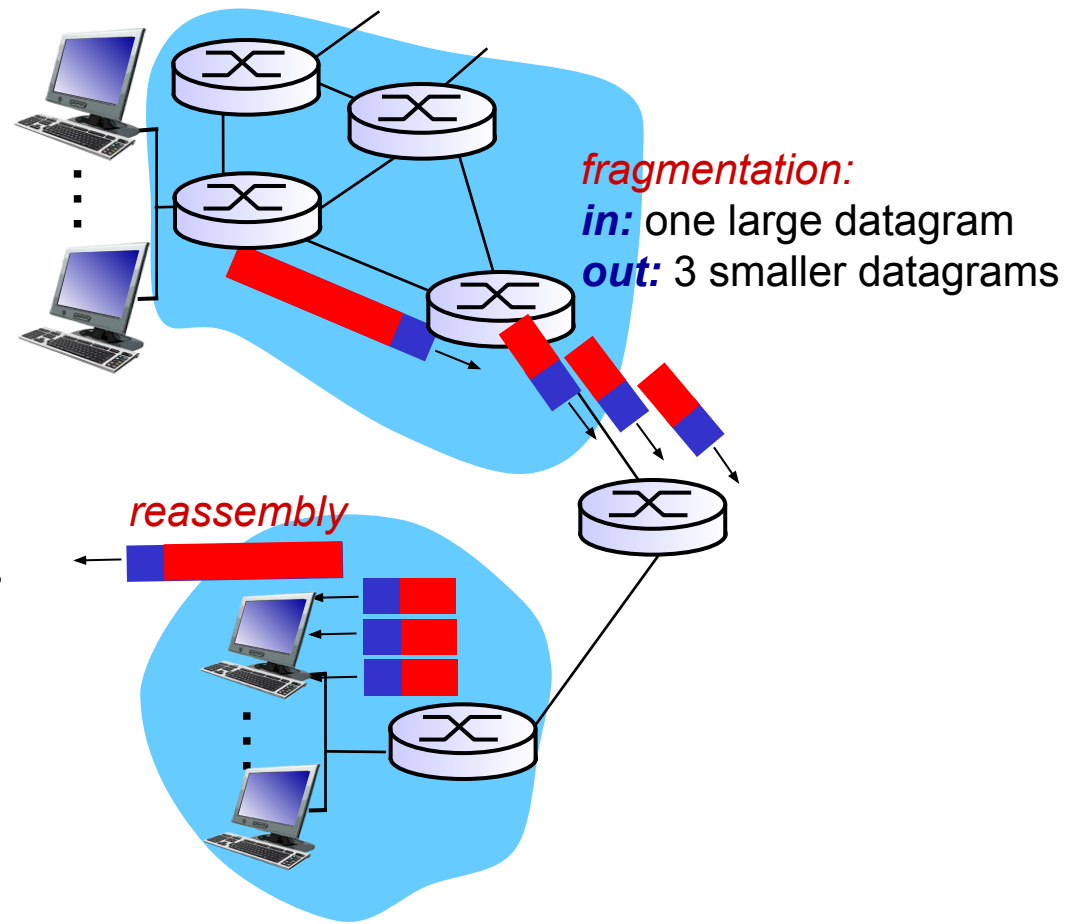 fragmentation:
in: one large datagram
out: 3 smaller datagrams
reassembly